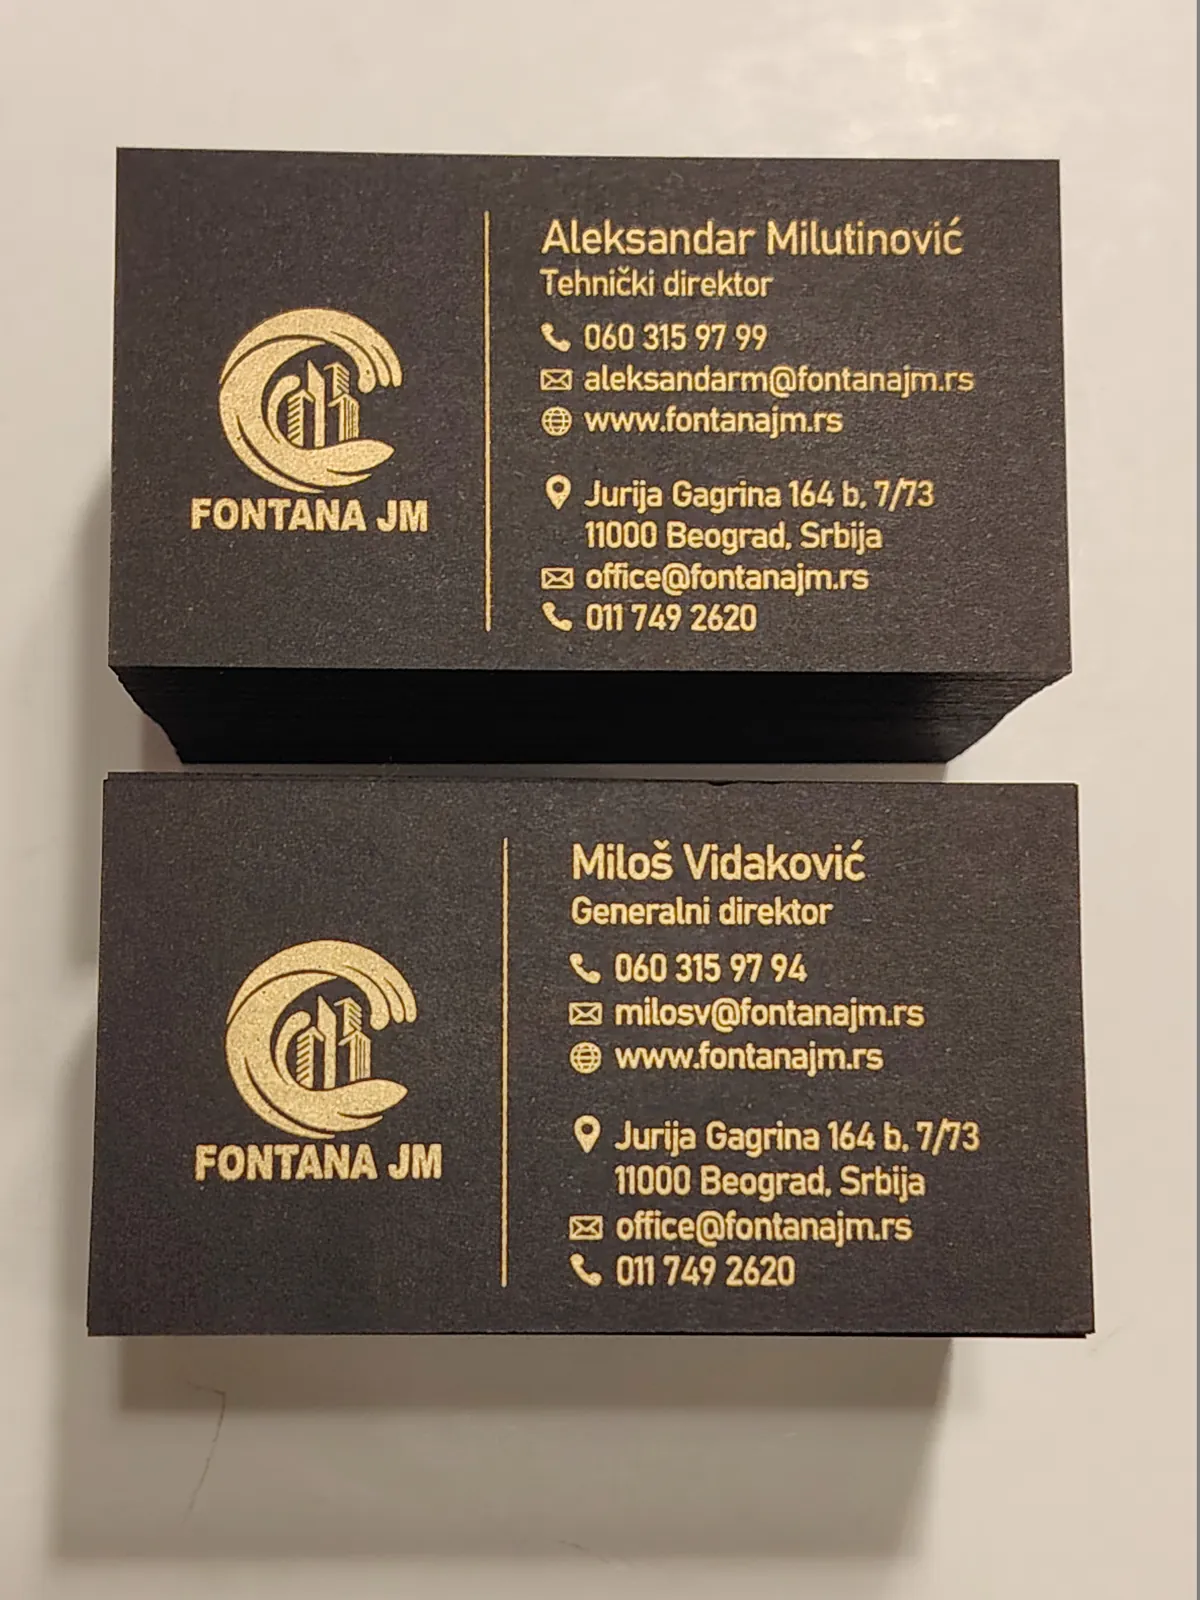 FONTANA JM
Aleksandar Milutinović
Tehnički direktor
060 315 97 99
aleksandarm@fontanajm.rs
www.fontanajm.rs
Jurija Gagrina 164 b, 7/73
11000 Beograd, Srbija
office@fontanajm.rs
011 749 2620
FONTANA JM
Miloš Vidaković
Generalni direktor
060 315 97 94
milosv@fontanajm.rs
www.fontanajm.rs
Jurija Gagrina 164 b, 7/73
11000 Beograd, Srbija
office@fontanajm.rs
011 749 2620